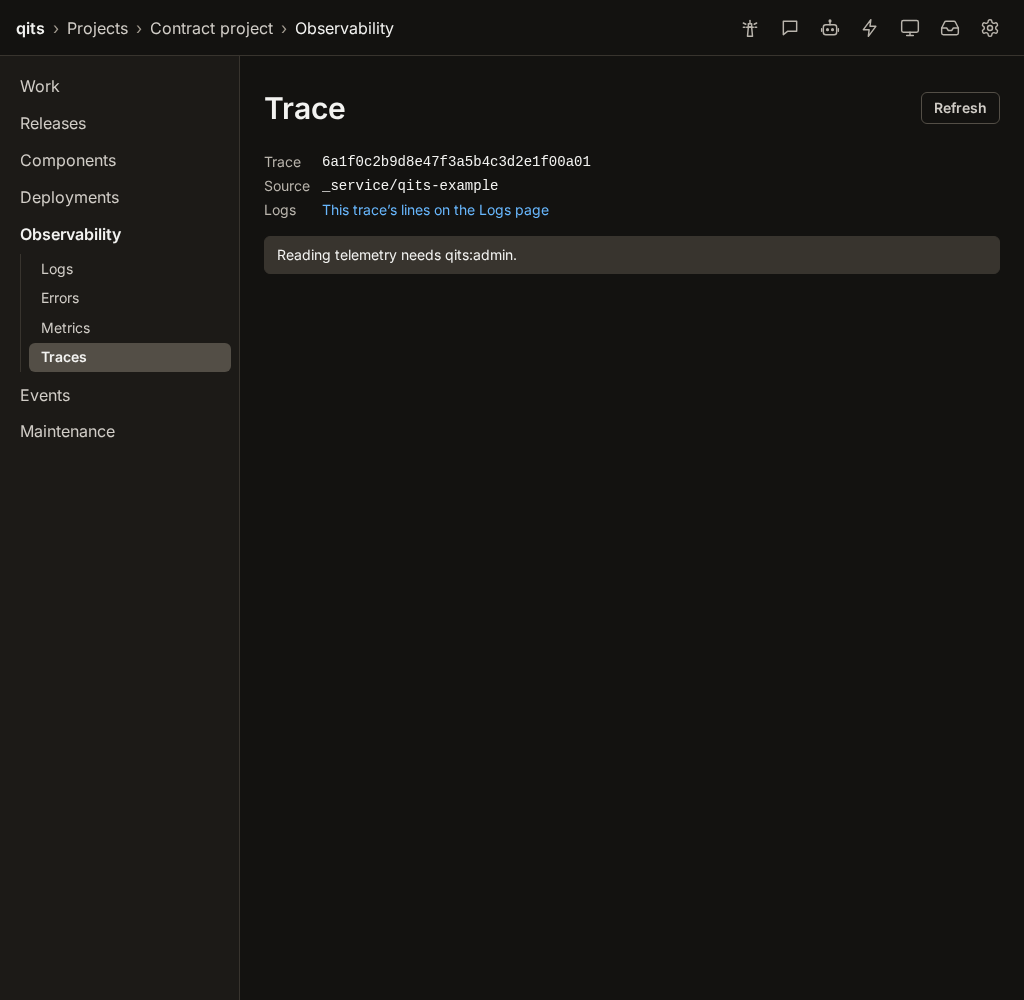 qits › Projects › Contract project › Observability
Work
Releases
Components
Deployments
Observability
Logs
Errors
Metrics
Traces
Events
Maintenance
Trace
Refresh
Trace 6a1f0c2b9d8e47f3a5b4c3d2e1f00a01
Source _service/qits-example
Logs This trace’s lines on the Logs page
Reading telemetry needs qits:admin.